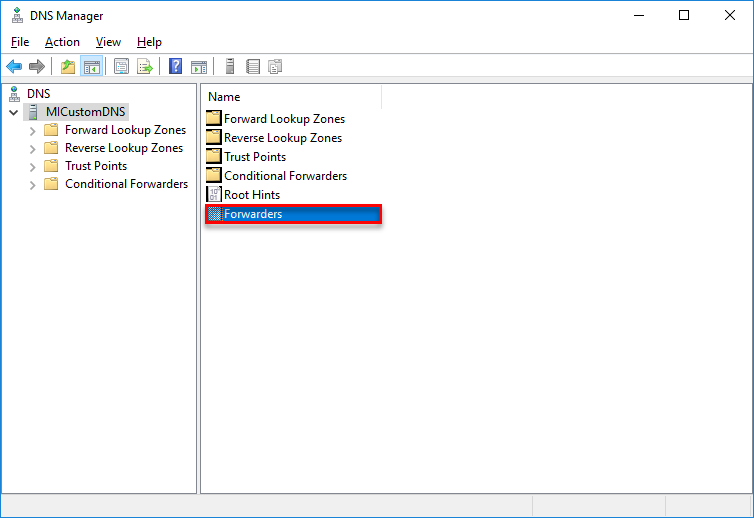 DNS Manager
File Action View Help
DNS
MICustomDNS
Forward Lookup Zones
Reverse Lookup Zones
Trust Points
Conditional Forwarders
Name
Forward Lookup Zones
Reverse Lookup Zones
Trust Points
Conditional Forwarders
Root Hints
Forwarders